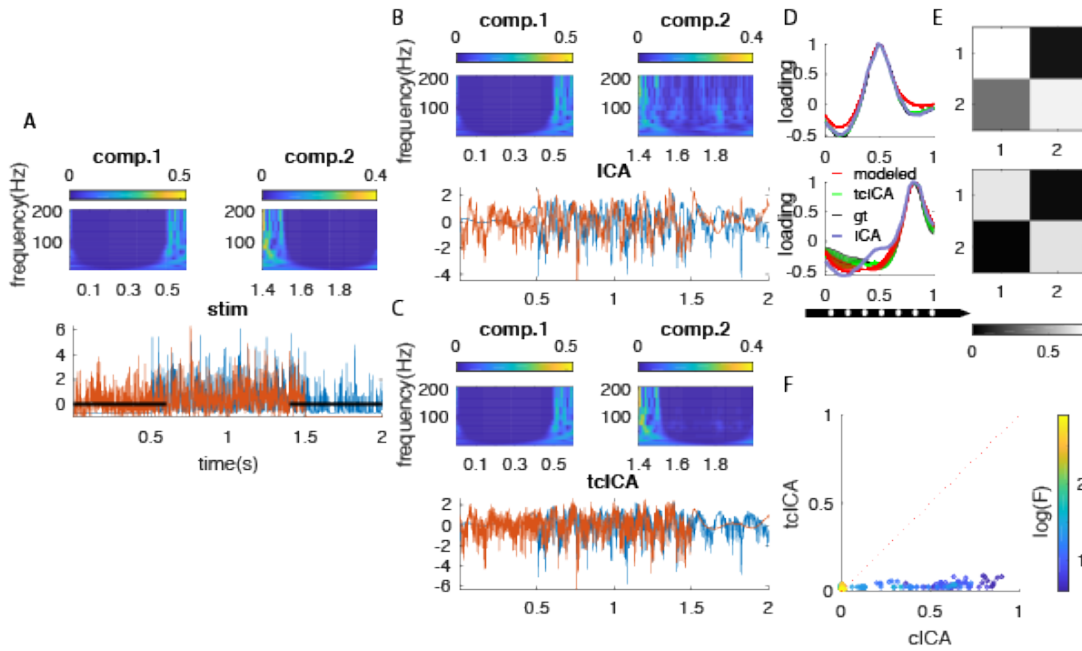 A
comp.1
0 0.5
frequency(Hz)
200
100
0.1 0.3 0.5
comp.2
0 0.4
1.4 1.6 1.8
stim
6
4
2
0
0.5 1 1.5 2
time(s)
B
comp.1
0 0.5
frequency(Hz)
200
100
0.1 0.3 0.5
comp.2
0 0.4
1.4 1.6 1.8
ICA
2
0
-2
-4
0.5 1 1.5 2
C
comp.1
0 0.5
frequency(Hz)
200
100
0.1 0.3 0.5
comp.2
0 0.4
1.4 1.6 1.8
tcICA
2
0
-2
-4
-6
0.5 1 1.5 2
D
loading
1
0.5
0
-0.5
0 0.5 1
loading
1
0.5
0
-0.5
modeled
tcICA
gt
ICA
0 0.5 1
E
1
2
1 2
1
2
1 2
0 0.5
F
tcICA
1
0.5
0
0 0.5 1
cICA
log(F)
2
1